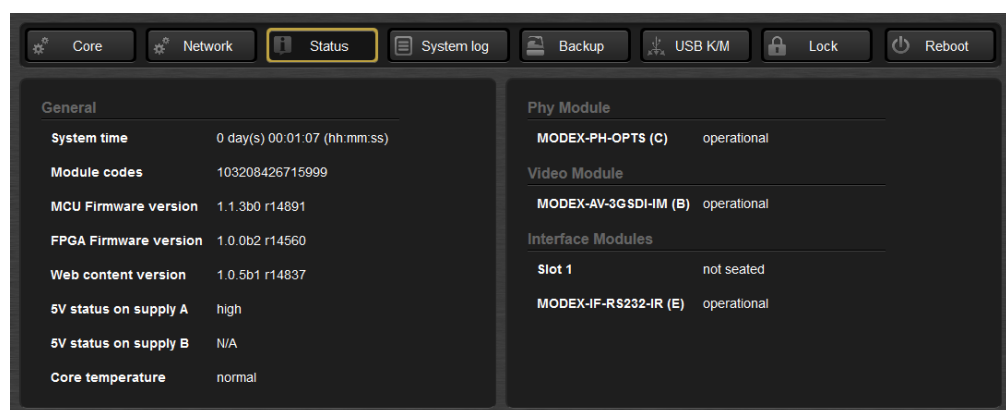 Core Network Status System log Backup USB K/M Lock Reboot
General
System time 0 day(s) 00:01:07 (hh:mm:ss)
Module codes 103208426715999
MCU Firmware version 1.1.3b0 r14891
FPGA Firmware version 1.0.0b2 r14560
Web content version 1.0.5b1 r14837
5V status on supply A high
5V status on supply B N/A
Core temperature normal
Phy Module
MODEX-PH-OPTS (C) operational
Video Module
MODEX-AV-3GSDI-IM (B) operational
Interface Modules
Slot 1 not seated
MODEX-IF-RS232-IR (E) operational